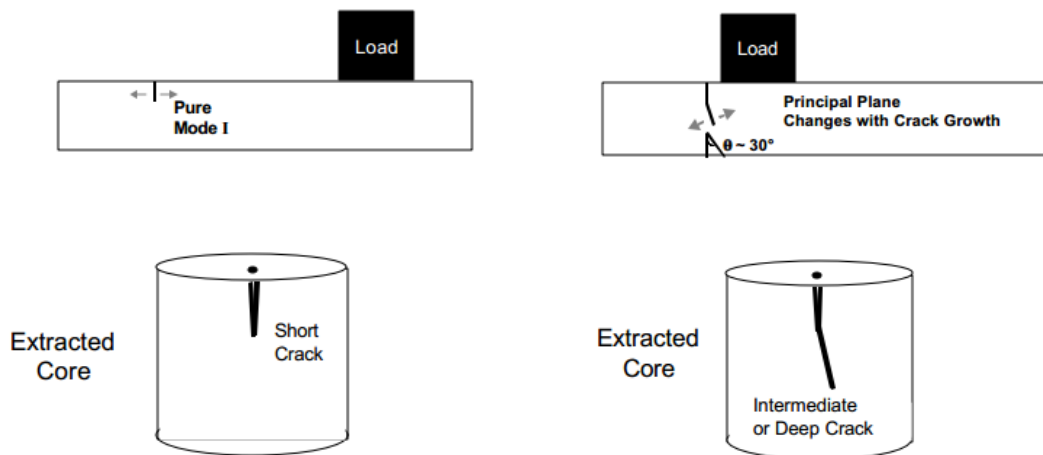 Load
Pure
Mode I
Load
Principal Plane
Changes with Crack Growth
θ ~ 30°
Extracted
Core
Short
Crack
Extracted
Core
Intermediate
or Deep Crack